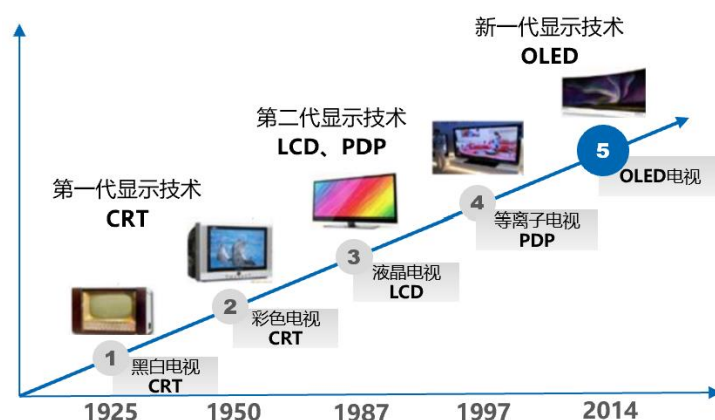 新一代显示技术
OLED
第二代显示技术
LCD、PDP
第一代显示技术
CRT
5
OLED电视
4
等离子电视
PDP
3
液晶电视
LCD
2
彩色电视
CRT
1
黑白电视
CRT
1925
1950
1987
1997
2014